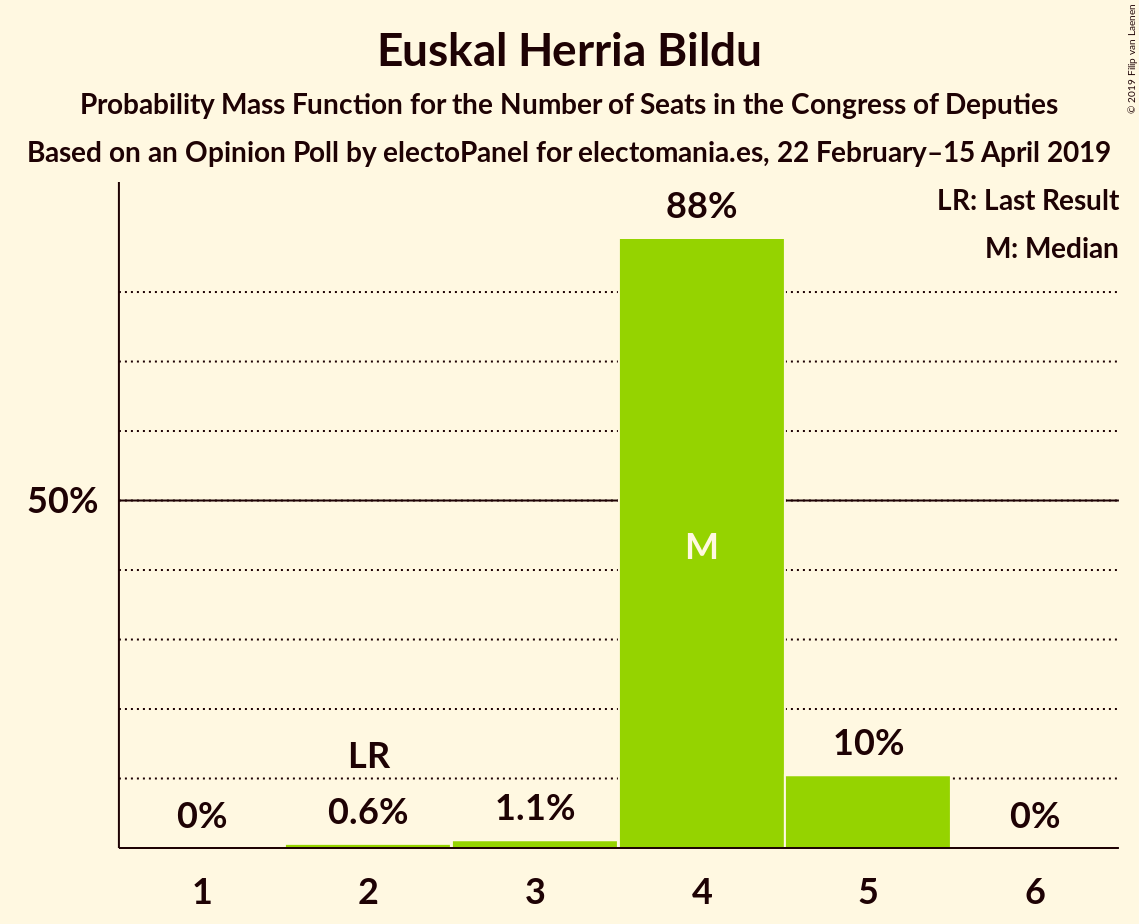 Euskal Herria Bildu
Probability Mass Function for the Number of Seats in the Congress of Deputies
Based on an Opinion Poll by electoPanel for electomania.es, 22 February–15 April 2019
© 2019 Filip van Laenen
LR: Last Result
M: Median
88%
50%
M
LR
10%
0%
0.6%
1.1%
0%
1
2
3
4
5
6